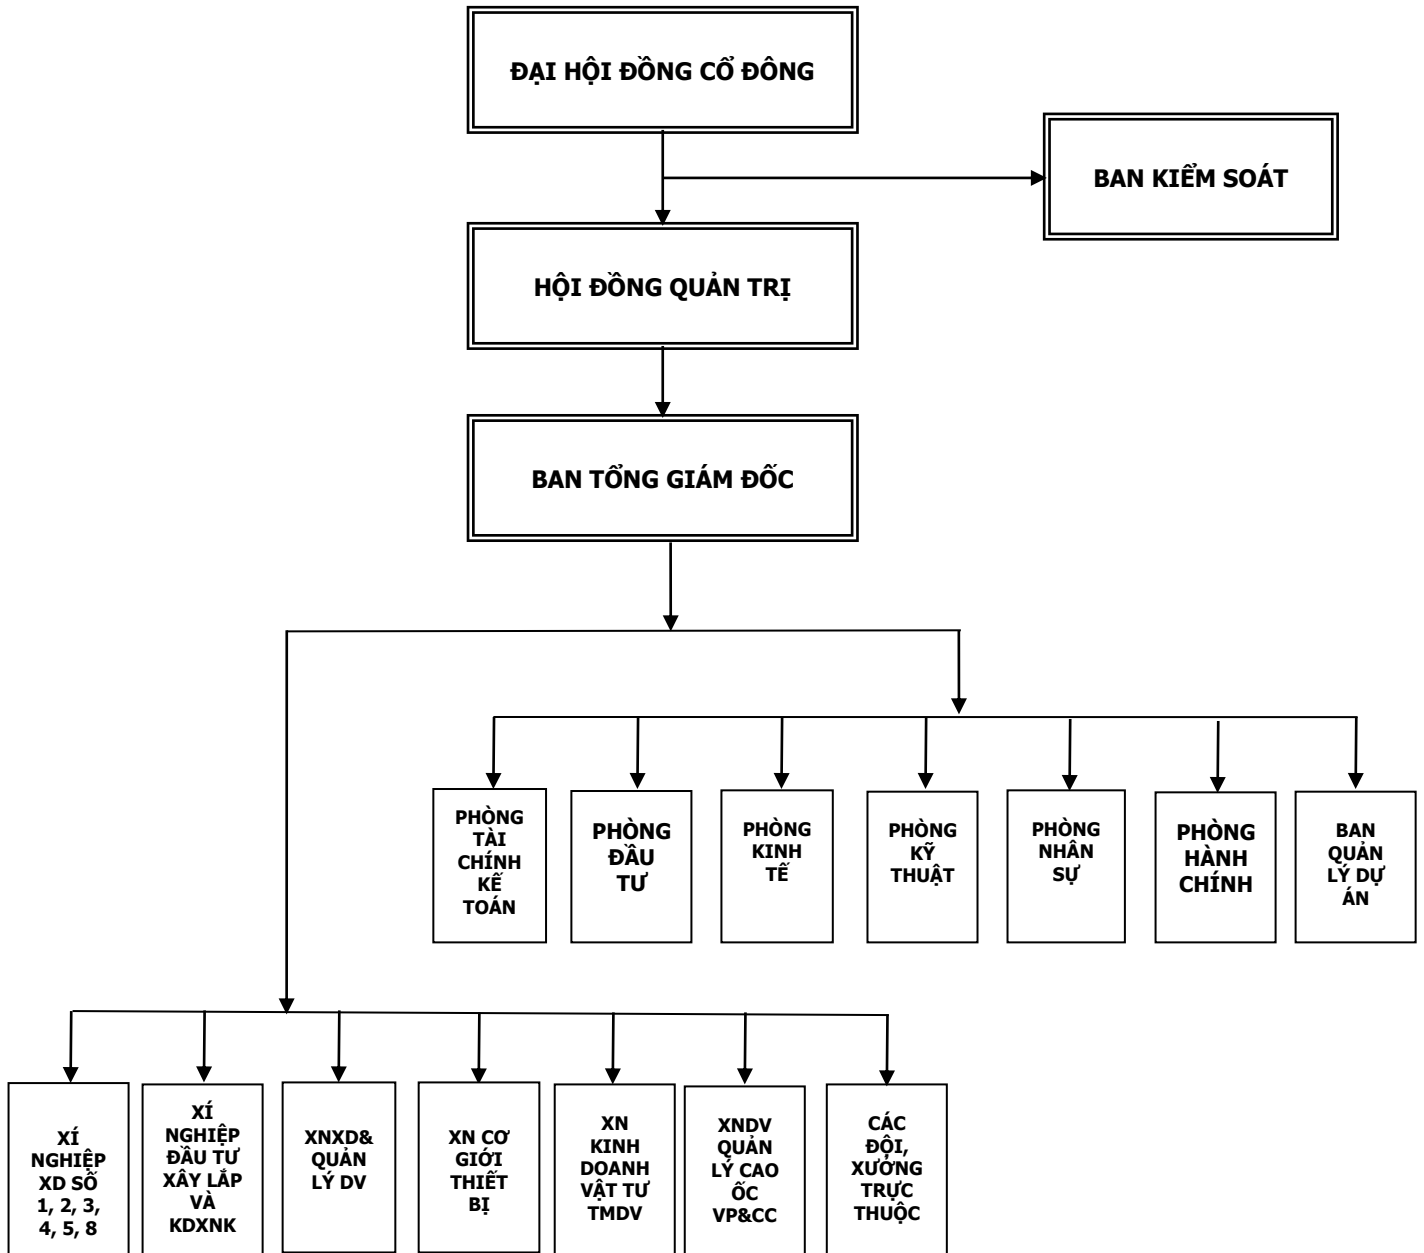 ĐẠI HỘI ĐỒNG CỔ ĐÔNG
BAN KIỂM SOÁT
HỘI ĐỒNG QUẢN TRỊ
BAN TỔNG GIÁM ĐỐC
PHÒNG
TÀI
CHÍNH
KẾ
TOÁN
PHÒNG
ĐẦU
TƯ
PHÒNG
KINH
TẾ
PHÒNG
KỸ
THUẬT
PHÒNG
NHÂN
SỰ
PHÒNG
HÀNH
CHÍNH
BAN
QUẢN
LÝ DỰ
ÁN
XÍ
NGHIỆP
XD SỐ
1, 2, 3,
4, 5, 8
XÍ
NGHIỆP
ĐẦU TƯ
XÂY LẮP
VÀ
KDXNK
XNXD&
QUẢN
LÝ DV
XN CƠ
GIỚI
THIẾT
BỊ
XN
KINH
DOANH
VẬT TƯ
TMDV
XNDV
QUẢN
LÝ CAO
ỐC
VP&CC
CÁC
ĐỘI,
XƯỞNG
TRỰC
THUỘC